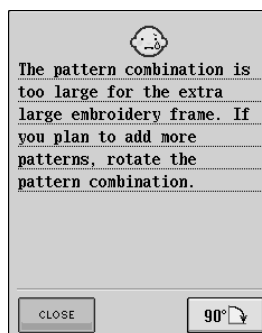 The pattern combination is
too large for the extra
large embroidery frame. If
you plan to add more
patterns, rotate the
pattern combination.
CLOSE
90°